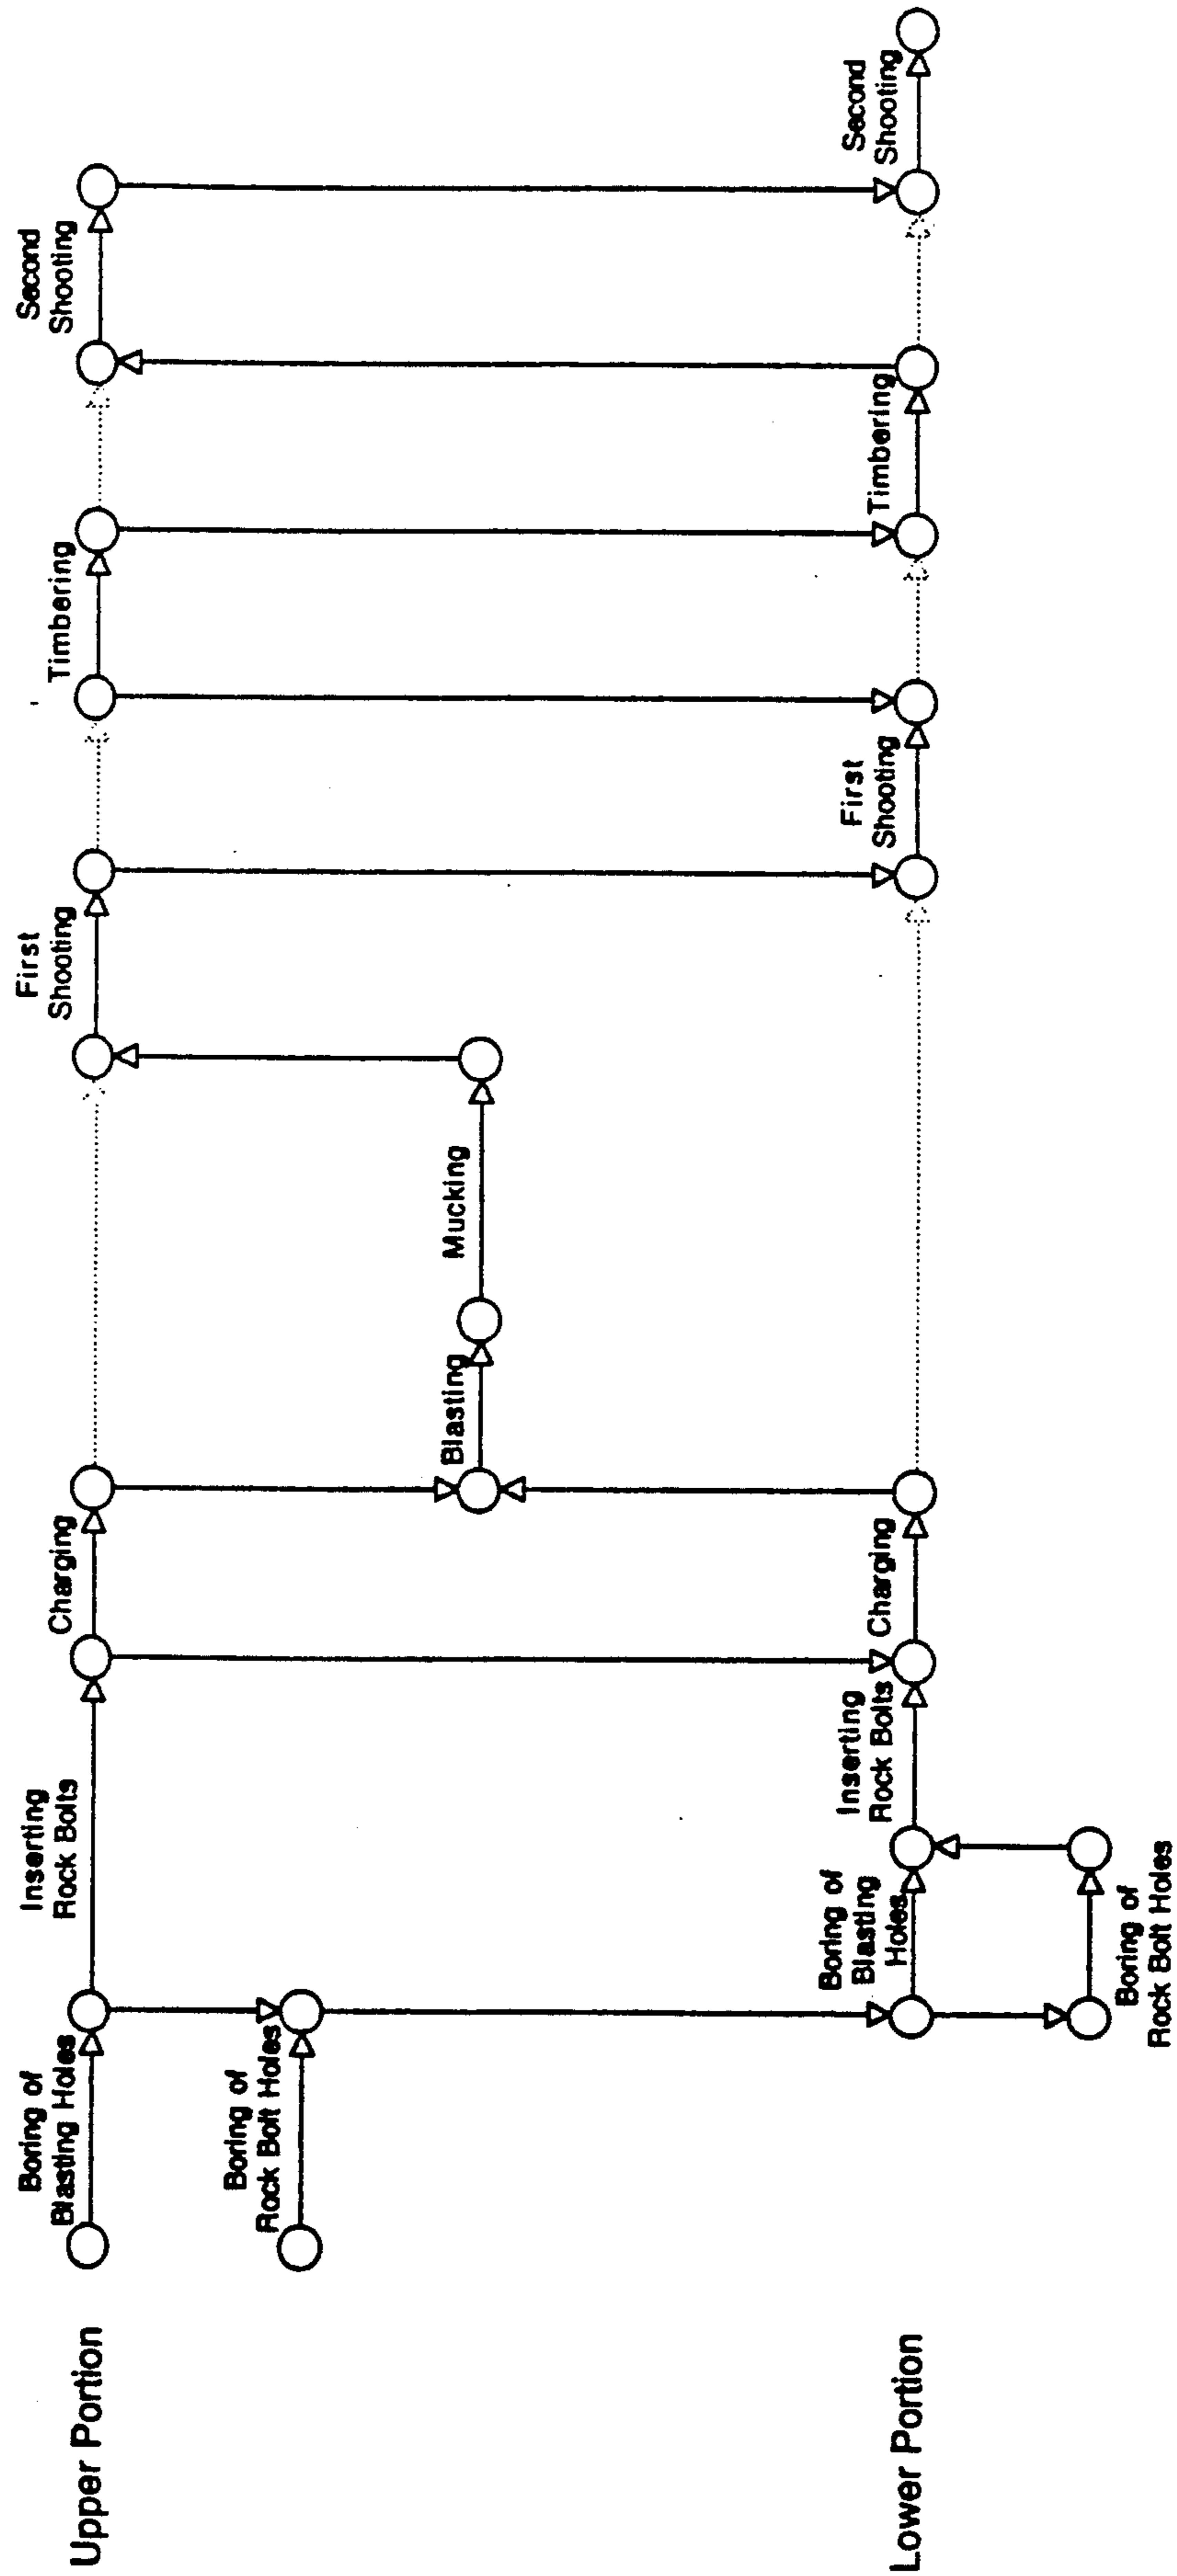 Upper Portion
Boring of
Blasting Holes
Inserting
Rock Bolts
Charging
First
Shooting
Timbering
Second
Shooting
Boring of
Rock Bolt Holes
Blasting
Mucking
Lower Portion
Boring of
Blasting
Holes
Inserting
Rock Bolts
Charging
First
Shooting
Timbering
Second
Shooting
Boring of
Rock Bolt Holes